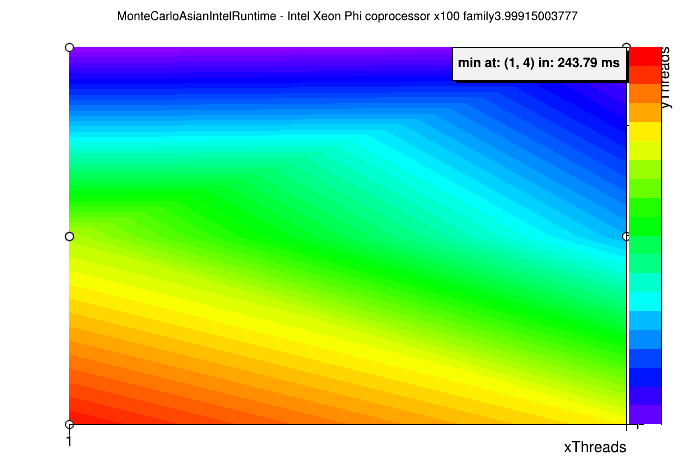 MonteCarloAsianIntelRuntime - Intel Xeon Phi coprocessor x100 family3.99915003777
min at: (1, 4) in: 243.79 ms
yThreads
1
xThreads